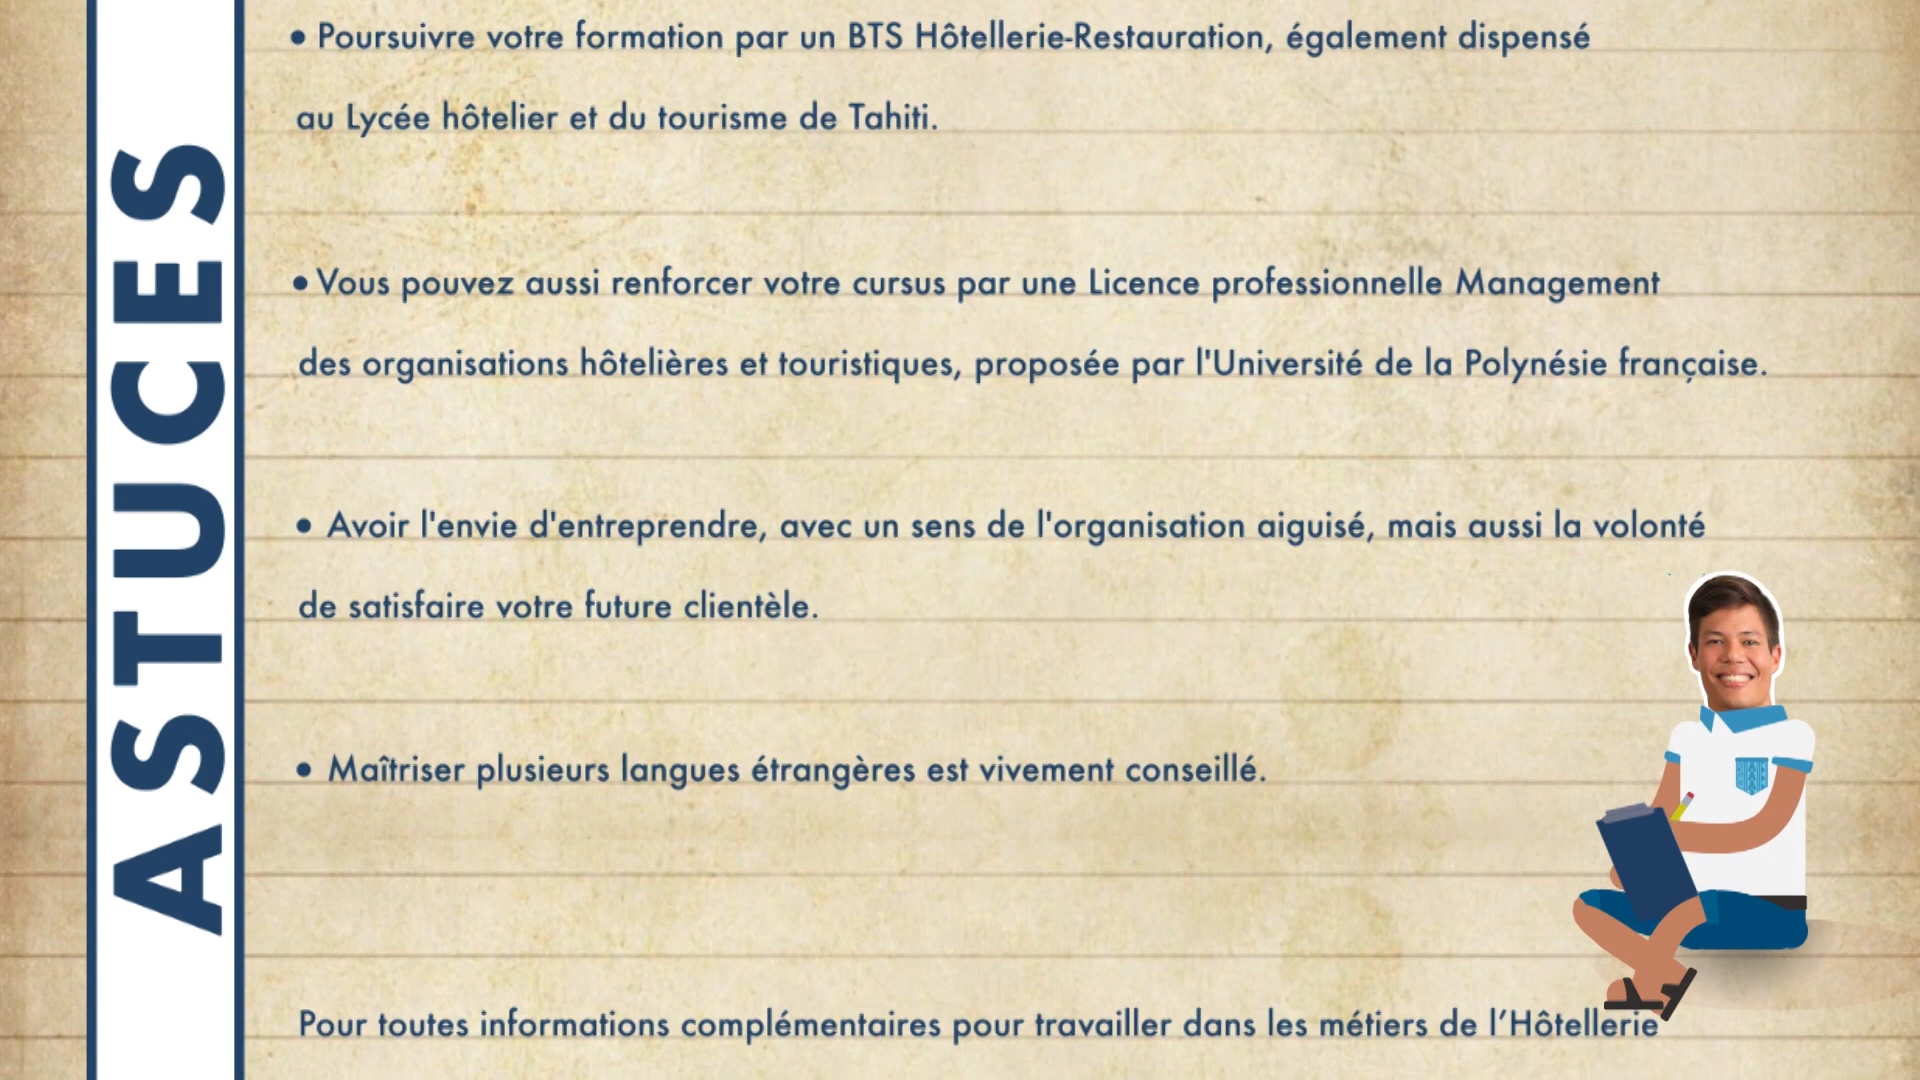 ASTUCES
• Poursuivre votre formation par un BTS Hôtellerie-Restauration, également dispensé
au Lycée hôtelier et du tourisme de Tahiti.
• Vous pouvez aussi renforcer votre cursus par une Licence professionnelle Management
des organisations hôtelières et touristiques, proposée par l'Université de la Polynésie française.
• Avoir l'envie d'entreprendre, avec un sens de l'organisation aiguisé, mais aussi la volonté
de satisfaire votre future clientèle.
• Maîtriser plusieurs langues étrangères est vivement conseillé.
Pour toutes informations complémentaires pour travailler dans les métiers de l’Hôtellerie